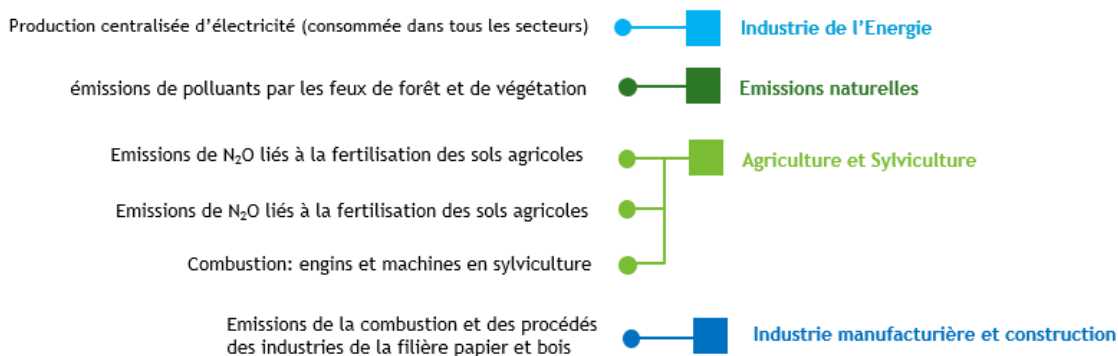 Production centralisée d’électricité (consommée dans tous les secteurs)
Industrie de l’Energie
émissions de polluants par les feux de forêt et de végétation
Emissions naturelles
Emissions de N₂O liés à la fertilisation des sols agricoles
Agriculture et Sylviculture
Emissions de N₂O liés à la fertilisation des sols agricoles
Combustion: engins et machines en sylviculture
Emissions de la combustion et des procédés
des industries de la filière papier et bois
Industrie manufacturière et construction